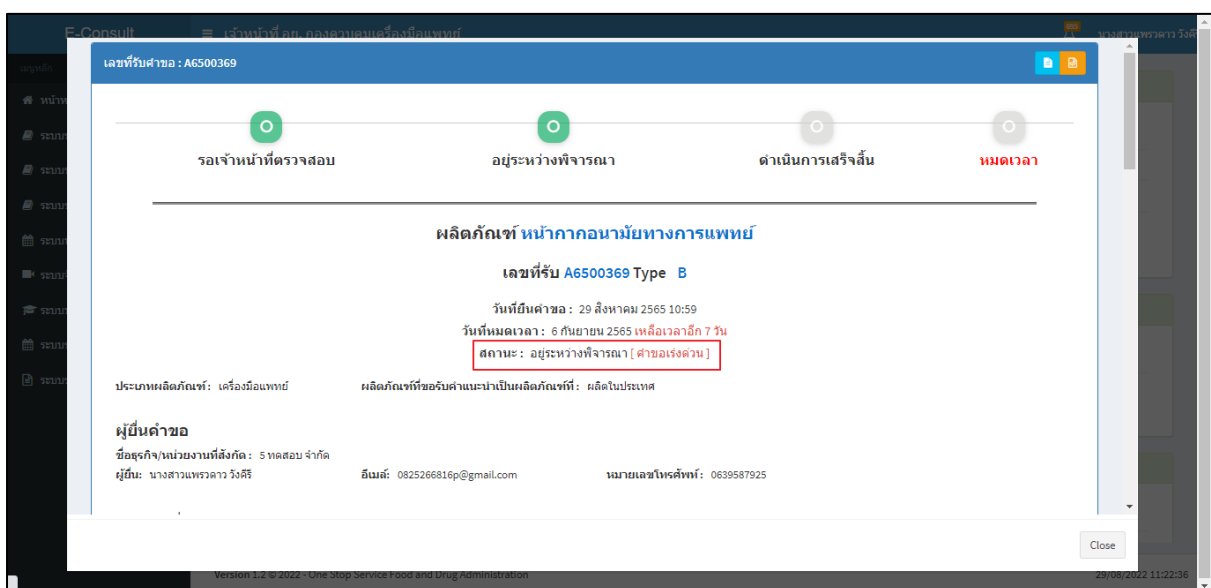 E-Consult
เจ้าหน้าที่ อย. กองควบคุมเครื่องมือแพทย์
นางสาวแพรวดาว วังคีรี
เมนูหลัก
เลขที่รับคำขอ : A6500369
รอเจ้าหน้าที่ตรวจสอบ อยู่ระหว่างพิจารณา ดำเนินการเสร็จสิ้น หมดเวลา
ผลิตภัณฑ์ หน้ากากอนามัยทางการแพทย์
เลขที่รับ A6500369 Type B
วันที่ยืนคำขอ : 29 สิงหาคม 2565 10:59
วันที่หมดเวลา : 6 กันยายน 2565 เหลือเวลาอีก 7 วัน
สถานะ : อยู่ระหว่างพิจารณา [ คำขอเร่งด่วน ]
ประเภทผลิตภัณฑ์ : เครื่องมือแพทย์ ผลิตภัณฑ์ที่ขอรับคำแนะนำเป็นผลิตภัณฑ์ที่ : ผลิตในประเทศ
ผู้ยื่นคำขอ
ชื่อธุรกิจ/หน่วยงานที่สังกัด : 5 ทดสอบ จำกัด
ผู้ยื่น: นางสาวแพรวดาว วังคีรี อีเมล์: 0825266816p@gmail.com หมายเลขโทรศัพท์ : 0639587925
Close
Version 1.2 © 2022 - One Stop Service Food and Drug Administration
29/08/2022 11:22:36